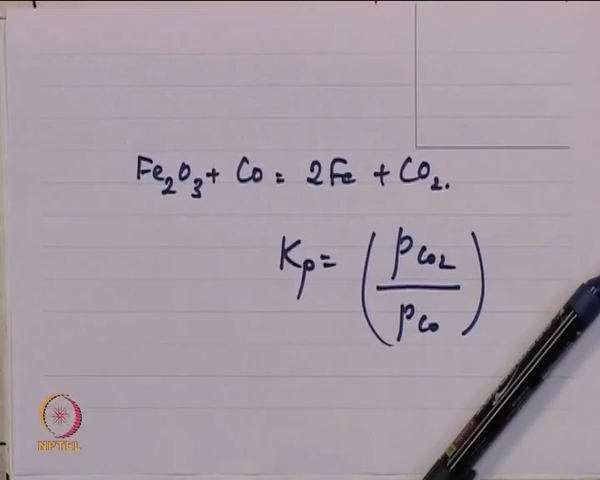 Fe₂O₃ + Co = 2Fe + CO₂.
Kp = (pco₂ / pco)
NPTEL